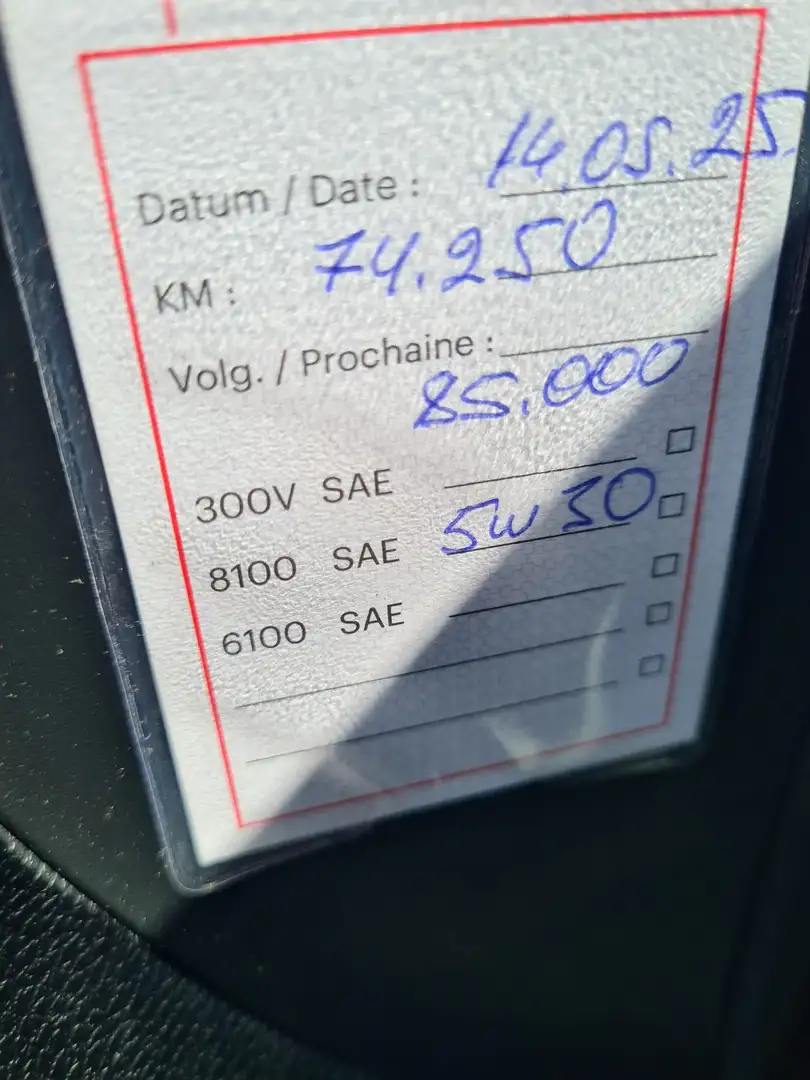 Datum / Date : 14.05.25.
KM : 74.250
Volg. / Prochaine :
85.000
300V SAE
8100 SAE 5W30
6100 SAE